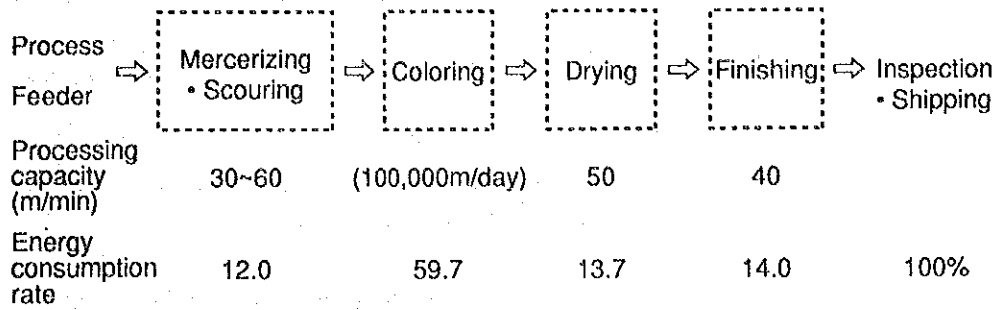 Process
Feeder
⇨ Mercerizing
• Scouring
⇨ Coloring ⇨ Drying ⇨ Finishing ⇨ Inspection
• Shipping
Processing
capacity
(m/min)
30~60 (100,000m/day) 50 40
Energy
consumption
rate
12.0 59.7 13.7 14.0 100%